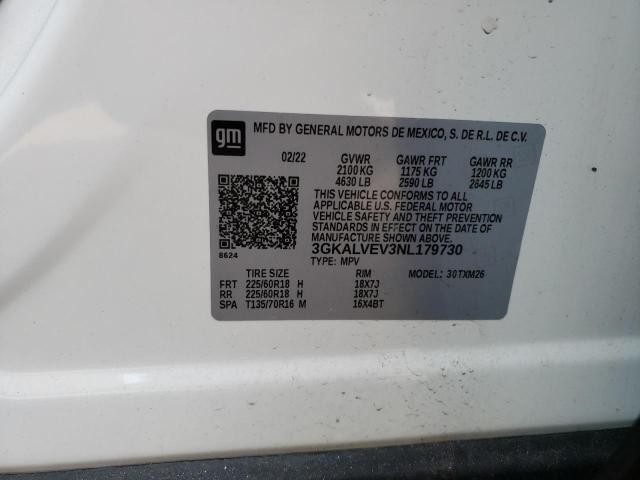 gm
MFD BY GENERAL MOTORS DE MEXICO, S. DE R.L. DE C.V.
02/22 GVWR GAWR FRT GAWR RR
2100 KG 1175 KG 1200 KG
4630 LB 2590 LB 2645 LB
THIS VEHICLE CONFORMS TO ALL
APPLICABLE U.S. FEDERAL MOTOR
VEHICLE SAFETY AND THEFT PREVENTION
STANDARDS IN EFFECT ON THE DATE OF
MANUFACTURE SHOWN ABOVE.
8624 3GKALVEV3NL179730
TYPE: MPV MODEL: 30TXM26
TIRE SIZE RIM
FRT 225/60R18 H 18X7J
RR 225/60R18 H 18X7J
SPA T135/70R16 M 16X4BT